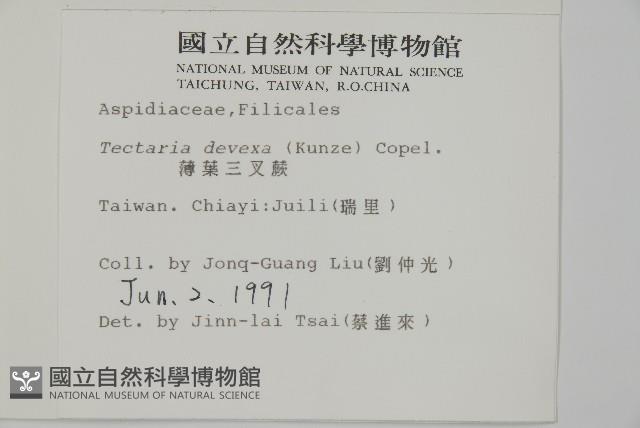 國立自然科學博物館
NATIONAL MUSEUM OF NATURAL SCIENCE
TAICHUNG, TAIWAN, R.O.CHINA
Aspidiaceae,Filicales
Tectaria devexa (Kunze) Copel.
薄葉三叉蕨
Taiwan. Chiayi:Juili(瑞里)
Coll. by Jonq-Guang Liu(劉仲光)
Jun. 2. 1991
Det. by Jinn-lai Tsai(蔡進來)
國立自然科學博物館
NATIONAL MUSEUM OF NATURAL SCIENCE